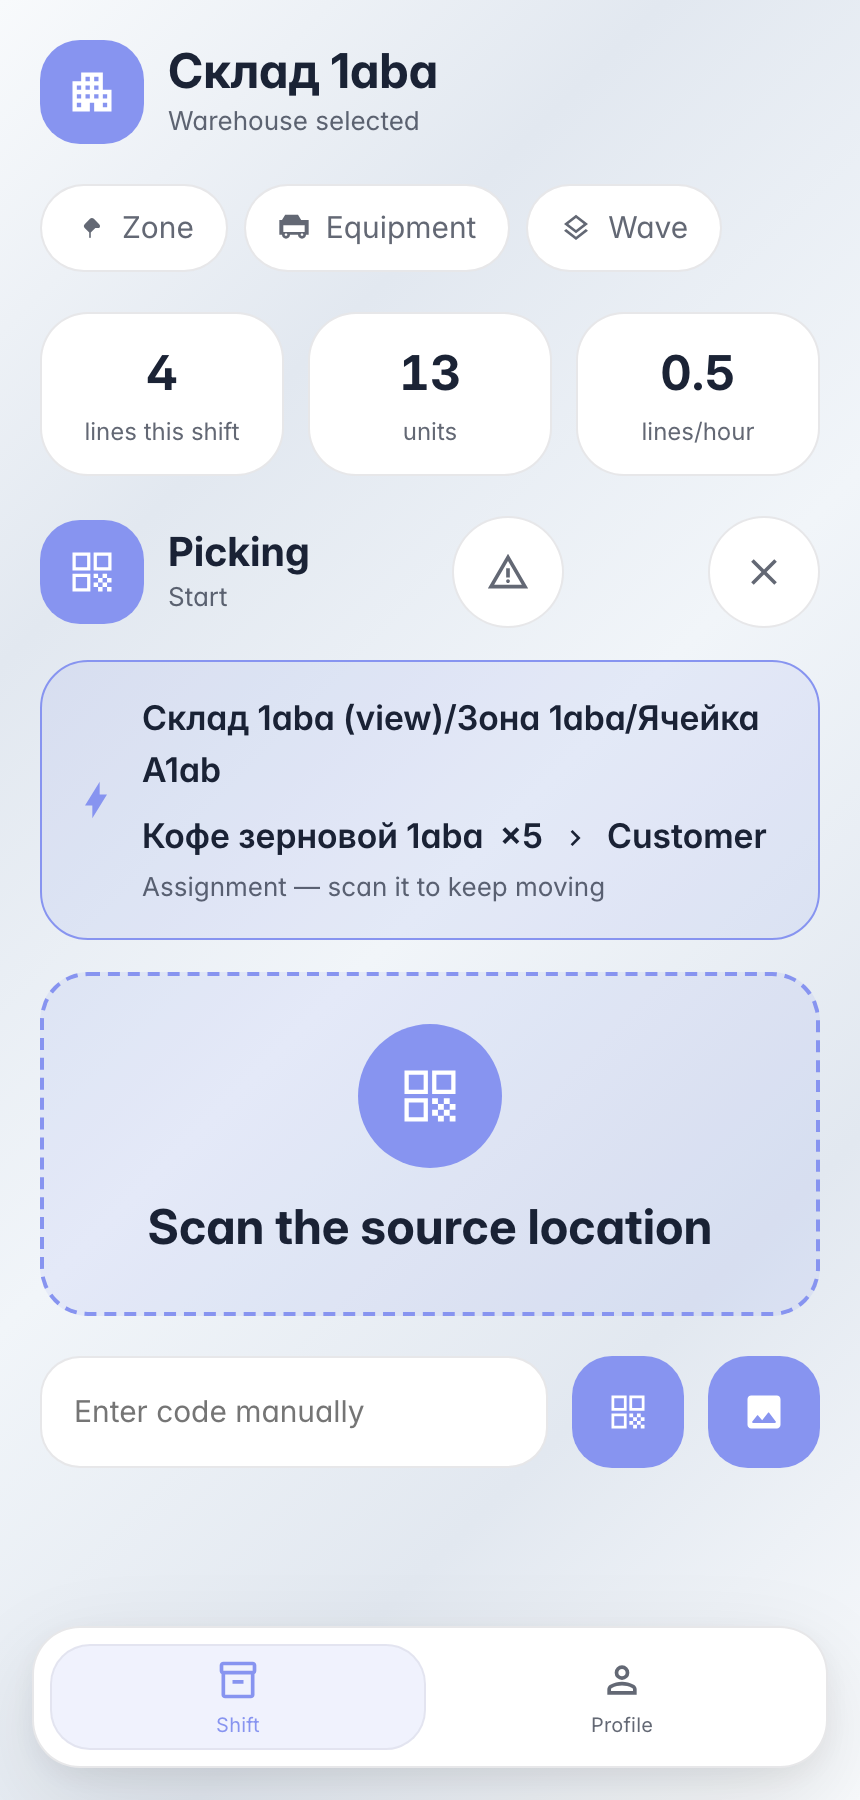 Склад 1aba
Warehouse selected
Zone
Equipment
Wave
4
lines this shift
13
units
0.5
lines/hour
Picking
Start
Склад 1aba (view)/Зона 1aba/Ячейка
A1ab
Кофе зерновой 1aba ×5 › Customer
Assignment — scan it to keep moving
Scan the source location
Enter code manually
Shift
Profile